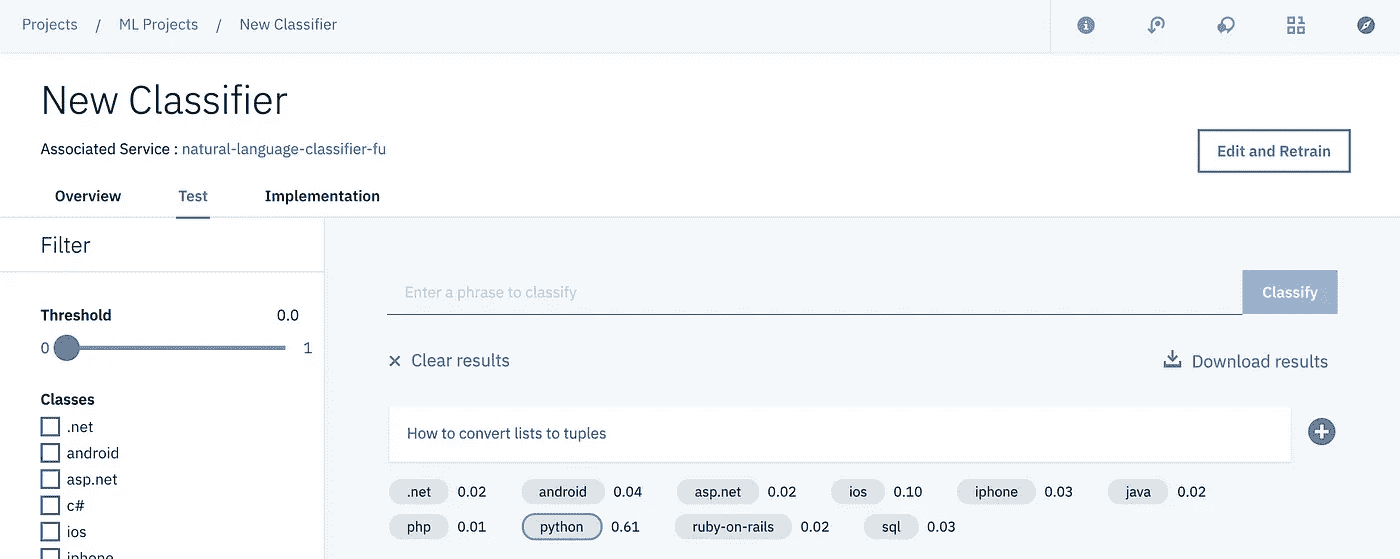 Projects / ML Projects / New Classifier
New Classifier
Associated Service : natural-language-classifier-fu
Edit and Retrain
Overview Test Implementation
Filter
Threshold 0.0
0 1
Classes
.net
android
asp.net
c#
ios
iphone
Enter a phrase to classify
Classify
Clear results
Download results
How to convert lists to tuples
.net 0.02 android 0.04 asp.net 0.02 ios 0.10 iphone 0.03 java 0.02
php 0.01 python 0.61 ruby-on-rails 0.02 sql 0.03